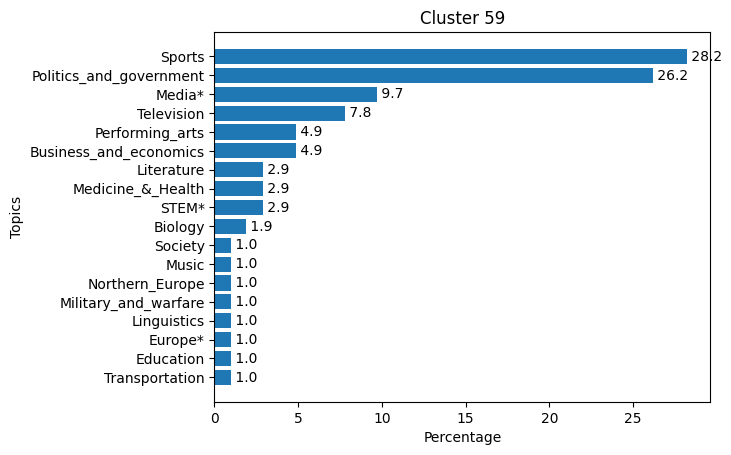 Cluster 59
Sports 28.2
Politics_and_government 26.2
Media* 9.7
Television 7.8
Performing_arts 4.9
Business_and_economics 4.9
Literature 2.9
Medicine_&_Health 2.9
STEM* 2.9
Biology 1.9
Society 1.0
Music 1.0
Northern_Europe 1.0
Military_and_warfare 1.0
Linguistics 1.0
Europe* 1.0
Education 1.0
Transportation 1.0
Topics
0 5 10 15 20 25
Percentage